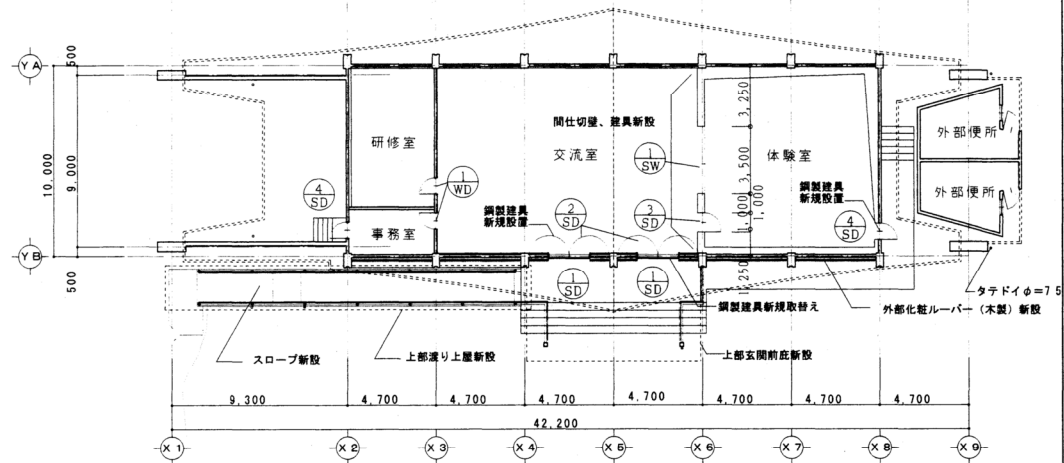 YA
500
10,000
9,000
YB
500
研修室
事務室
4
SD
1
WD
間仕切壁、建具新設
交流室
1
SW
体験室
3,250
3,500
1,000
1,000
1,250
鋼製建具
新規設置
2
SD
3
SD
鋼製建具
新規設置
4
SD
1
SD
1
SD
外部便所
外部便所
タテドイφ=75
外部化粧ルーバー(木製)新設
鋼製建具新規取替え
上部玄関前庇新設
上部渡り上屋新設
スロープ新設
9,300
4,700
4,700
4,700
4,700
4,700
4,700
4,700
42,200
X1
X2
X3
X4
X5
X6
X7
X8
X9